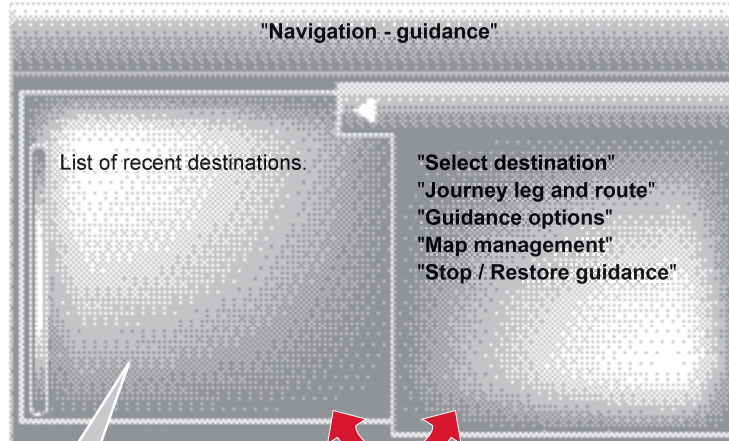 "Navigation - guidance"
List of recent destinations.
"Select destination"
"Journey leg and route"
"Guidance options"
"Map management"
"Stop / Restore guidance"